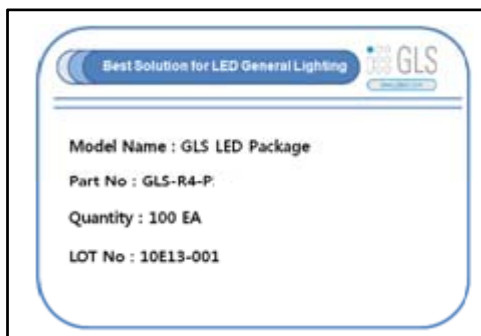 Best Solution for LED General Lighting
GLS
Model Name : GLS LED Package
Part No : GLS-R4-P
Quantity : 100 EA
LOT No : 10E13-001